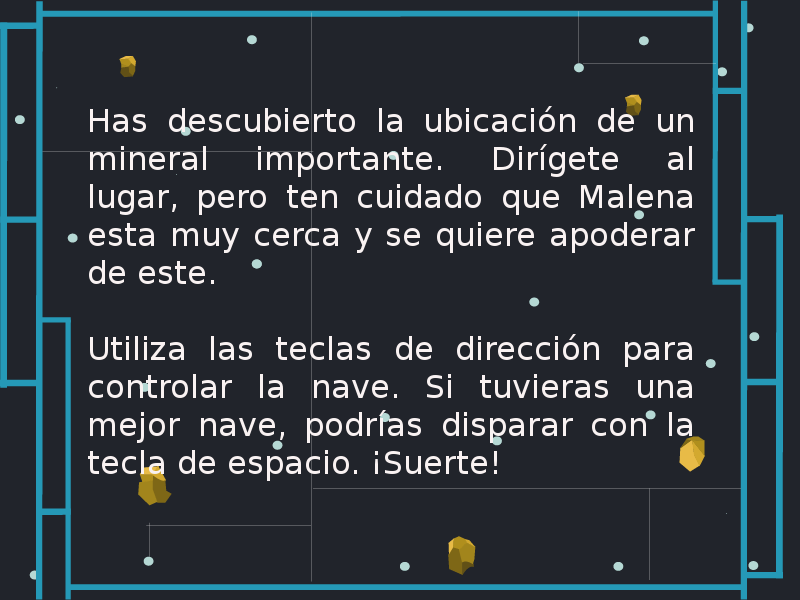 Has descubierto la ubicación de un
mineral importante. Dirígete al
lugar, pero ten cuidado que Malena
esta muy cerca y se quiere apoderar
de este.
Utiliza las teclas de dirección para
controlar la nave. Si tuvieras una
mejor nave, podrías disparar con la
tecla de espacio. ¡Suerte!